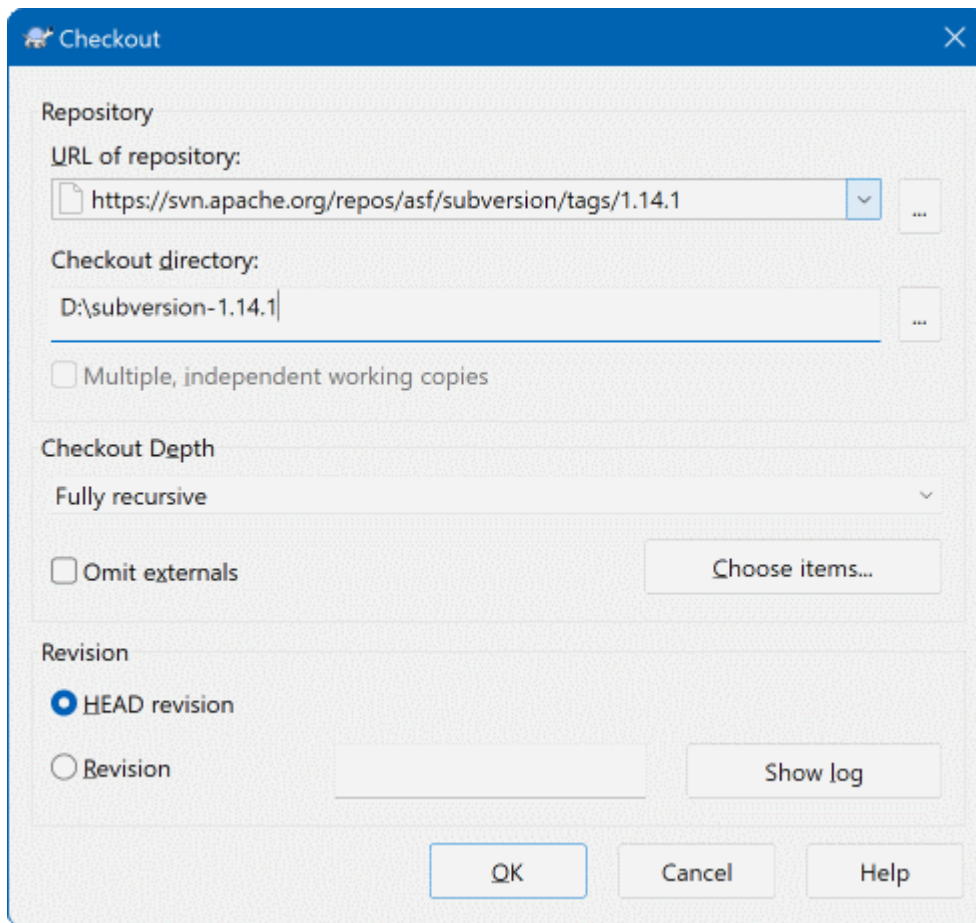 Checkout
Repository
URL of repository:
https://svn.apache.org/repos/asf/subversion/tags/1.14.1
...
Checkout directory:
D:\subversion-1.14.1
...
Multiple, independent working copies
Checkout Depth
Fully recursive
Omit externals
Choose items...
Revision
HEAD revision
Revision
Show log
OK
Cancel
Help